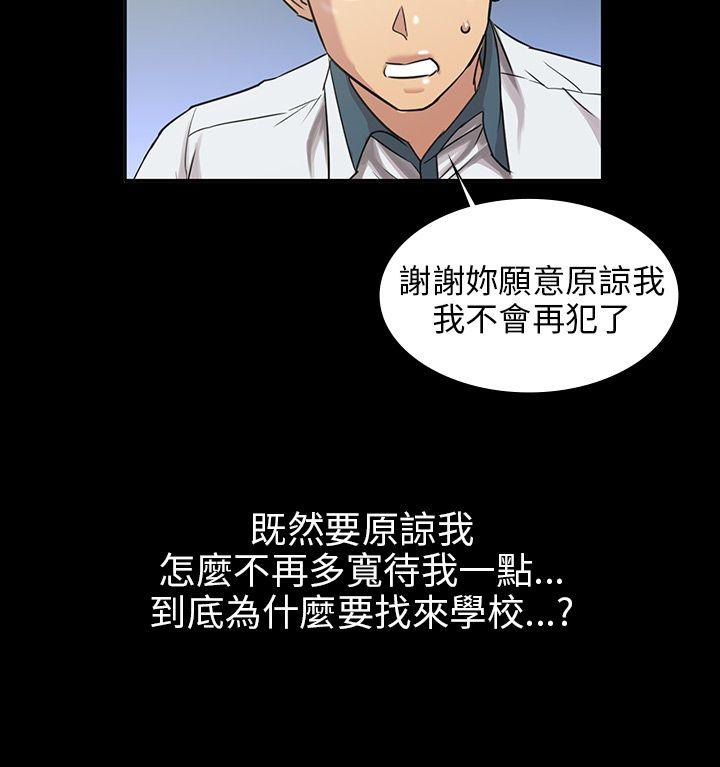 謝謝妳願意原諒我
我不會再犯了
既然要原諒我
怎麼不再多寬待我一點...
到底為什麼要找來學校...?